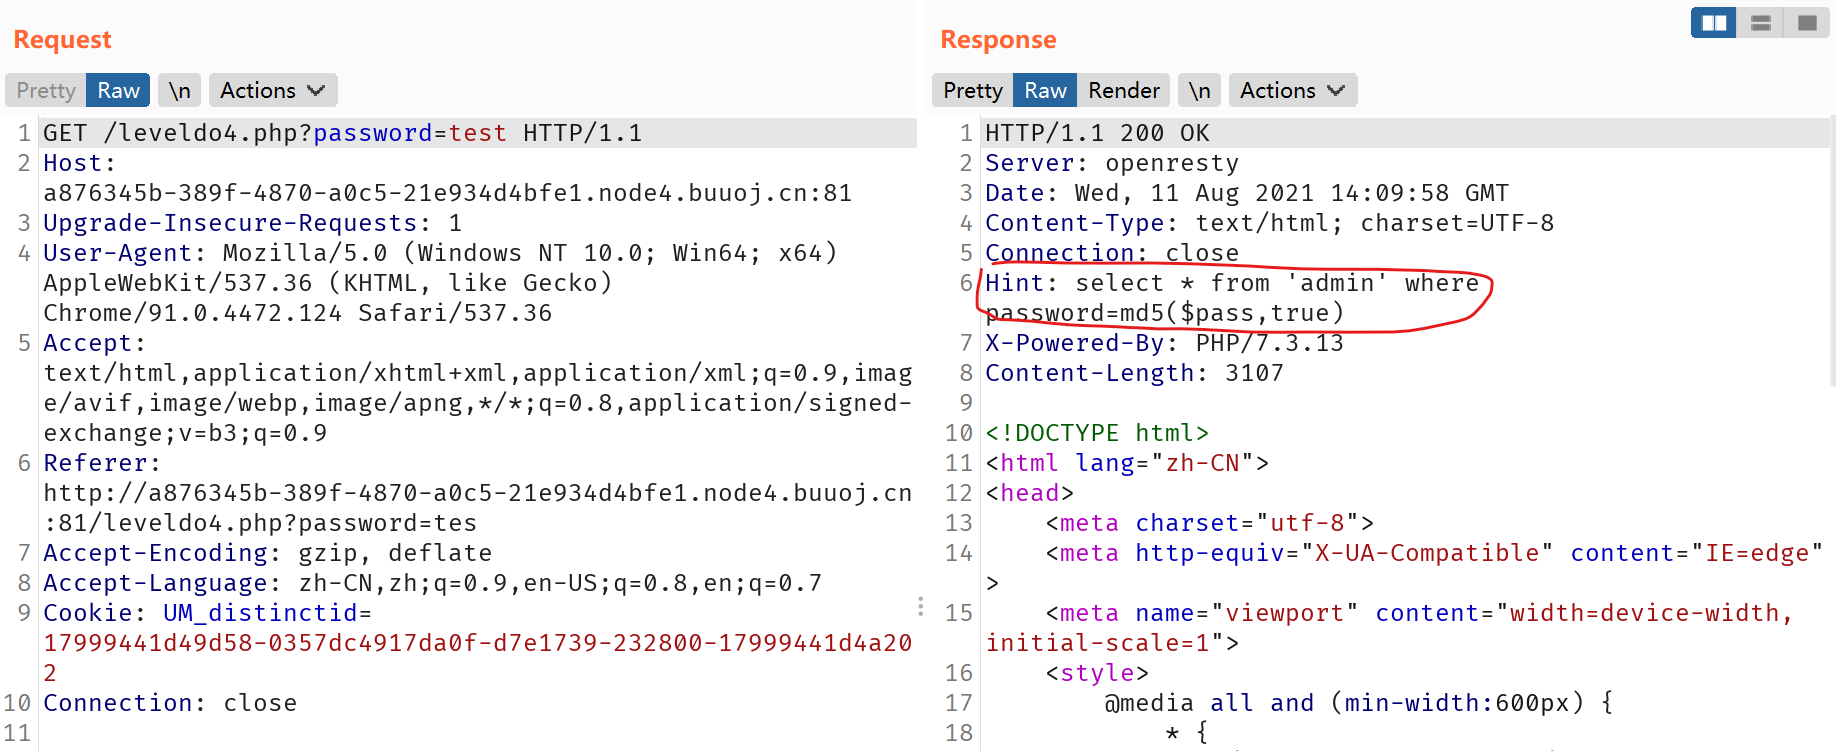 Request
Pretty Raw \n Actions
1 GET /leveldo4.php?password=test HTTP/1.1
2 Host:
a876345b-389f-4870-a0c5-21e934d4bfe1.node4.buuoj.cn:81
3 Upgrade-Insecure-Requests: 1
4 User-Agent: Mozilla/5.0 (Windows NT 10.0; Win64; x64)
AppleWebKit/537.36 (KHTML, like Gecko)
Chrome/91.0.4472.124 Safari/537.36
5 Accept:
text/html,application/xhtml+xml,application/xml;q=0.9,imag
e/avif,image/webp,image/apng,*/*;q=0.8,application/signed-
exchange;v=b3;q=0.9
6 Referer:
http://a876345b-389f-4870-a0c5-21e934d4bfe1.node4.buuoj.cn
:81/leveldo4.php?password=tes
7 Accept-Encoding: gzip, deflate
8 Accept-Language: zh-CN,zh;q=0.9,en-US;q=0.8,en;q=0.7
9 Cookie: UM_distinctid=
17999441d49d58-0357dc4917da0f-d7e1739-232800-17999441d4a20
2
10 Connection: close
11
Response
Pretty Raw Render \n Actions
1 HTTP/1.1 200 OK
2 Server: openresty
3 Date: Wed, 11 Aug 2021 14:09:58 GMT
4 Content-Type: text/html; charset=UTF-8
5 Connection: close
6 Hint: select * from 'admin' where
password=md5($pass,true)
7 X-Powered-By: PHP/7.3.13
8 Content-Length: 3107
9
10 <!DOCTYPE html>
11 <html lang="zh-CN">
12 <head>
13 <meta charset="utf-8">
14 <meta http-equiv="X-UA-Compatible" content="IE=edge"
>
15 <meta name="viewport" content="width=device-width,
initial-scale=1">
16 <style>
17 @media all and (min-width:600px) {
18 * {